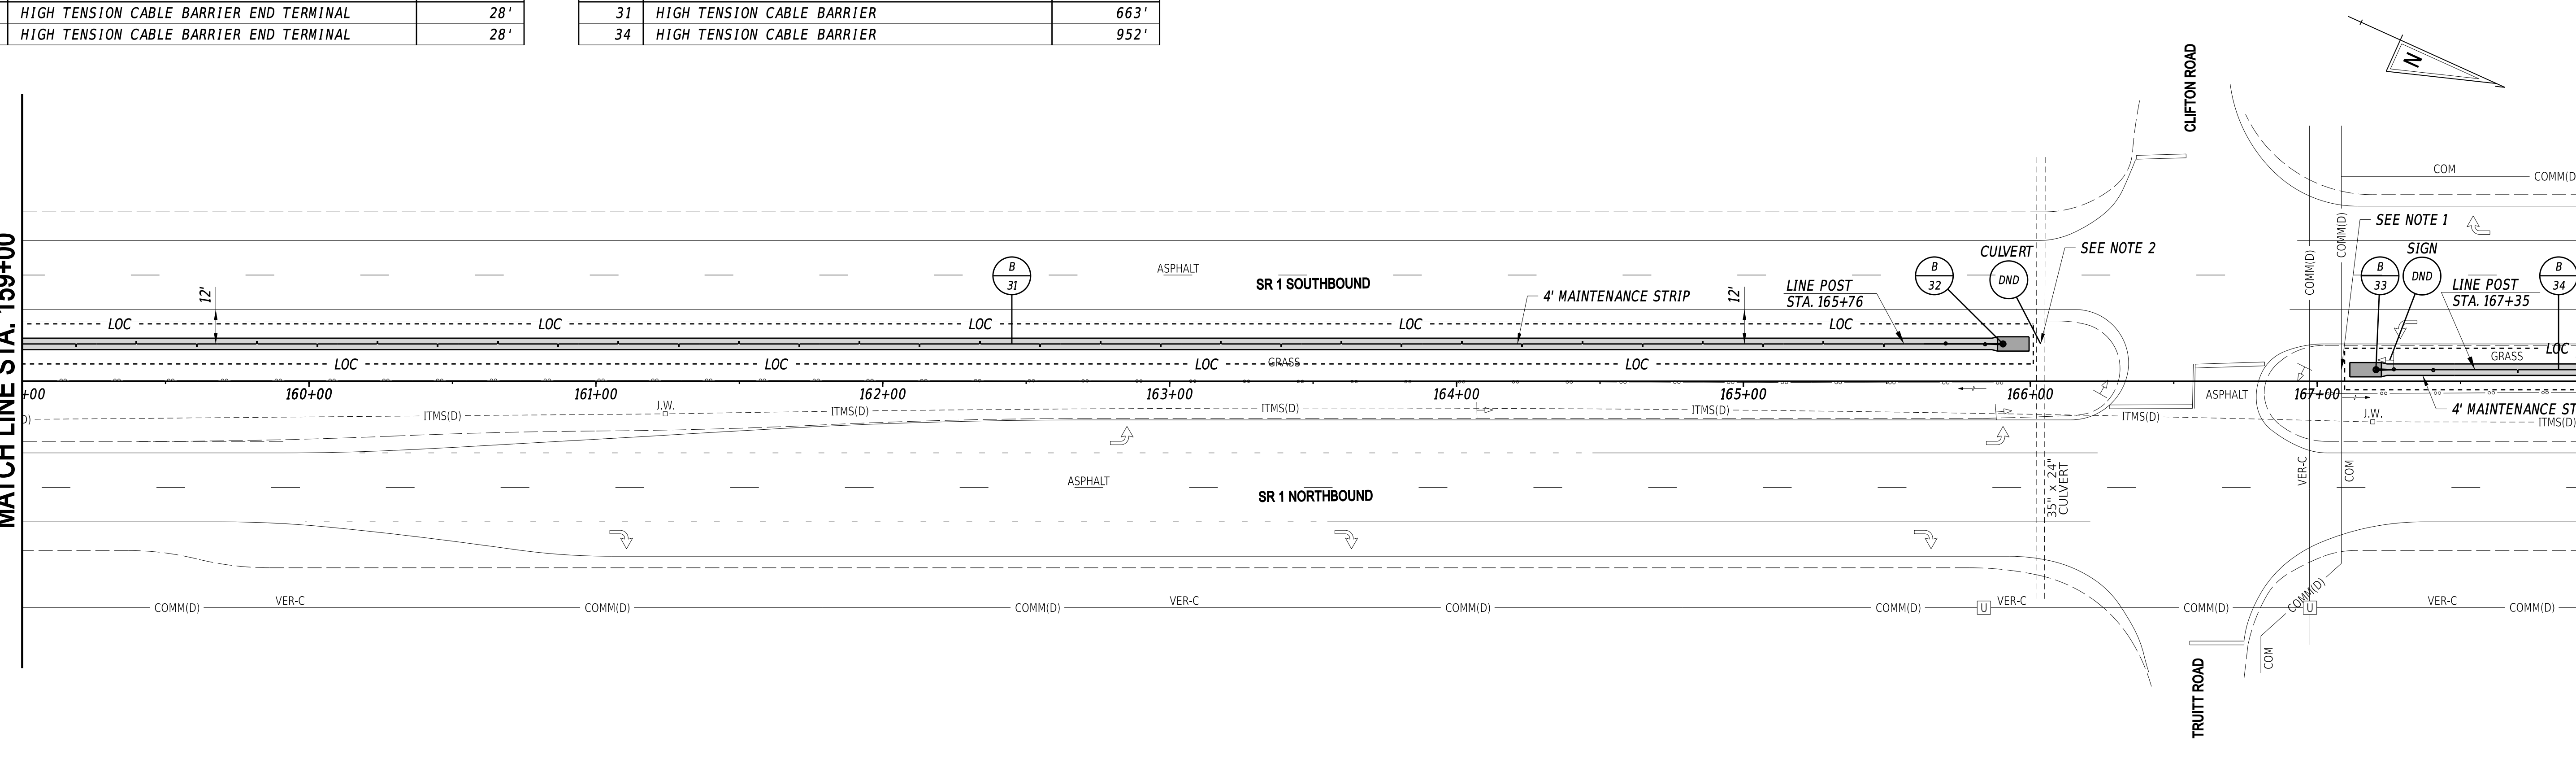 HIGH TENSION CABLE BARRIER END TERMINAL 28'
31 HIGH TENSION CABLE BARRIER 663'
HIGH TENSION CABLE BARRIER END TERMINAL 28'
34 HIGH TENSION CABLE BARRIER 952'
N
CLIFTON ROAD
COM
COMM(D)
MATCH LINE STA. 159+00
SEE NOTE 1
COMM(D)
CULVERT
SEE NOTE 2
SIGN
B
31
ASPHALT
SR 1 SOUTHBOUND
B
32
DND
COMM(D)
B
33
DND
B
34
12'
4' MAINTENANCE STRIP
12'
LINE POST
STA. 165+76
LINE POST
STA. 167+35
LOC
LOC
LOC
LOC
LOC
LOC
LOC
LOC
LOC
GRASS
LOC
GRASS
+00
160+00
161+00
162+00
163+00
164+00
165+00
166+00
ASPHALT
167+00
4' MAINTENANCE ST
D)
ITMS(D)
J.W.
ITMS(D)
ITMS(D)
ITMS(D)
ITMS(D)
J.W.
ITMS(D)
ASPHALT
SR 1 NORTHBOUND
35" x 24"
CULVERT
VER-C
COM
COMM(D)
VER-C
COMM(D)
COMM(D)
VER-C
COMM(D)
COMM(D)
U
VER-C
COMM(D)
U
COMM(D)
VER-C
COMM(D)
COM
TRUITT ROAD